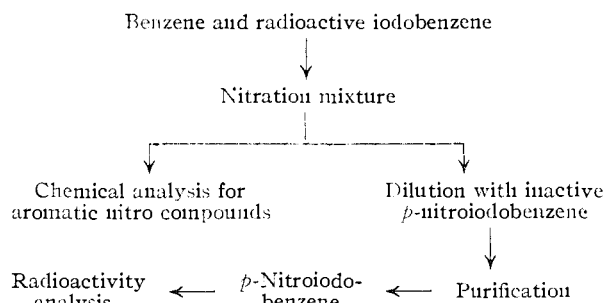 Benzene and radioactive iodobenzene
Nitration mixture
Chemical analysis for
aromatic nitro compounds
Dilution with inactive
p-nitroiodobenzene
Radioactivity
analysis
p-Nitroiodo-
benzene
Purification